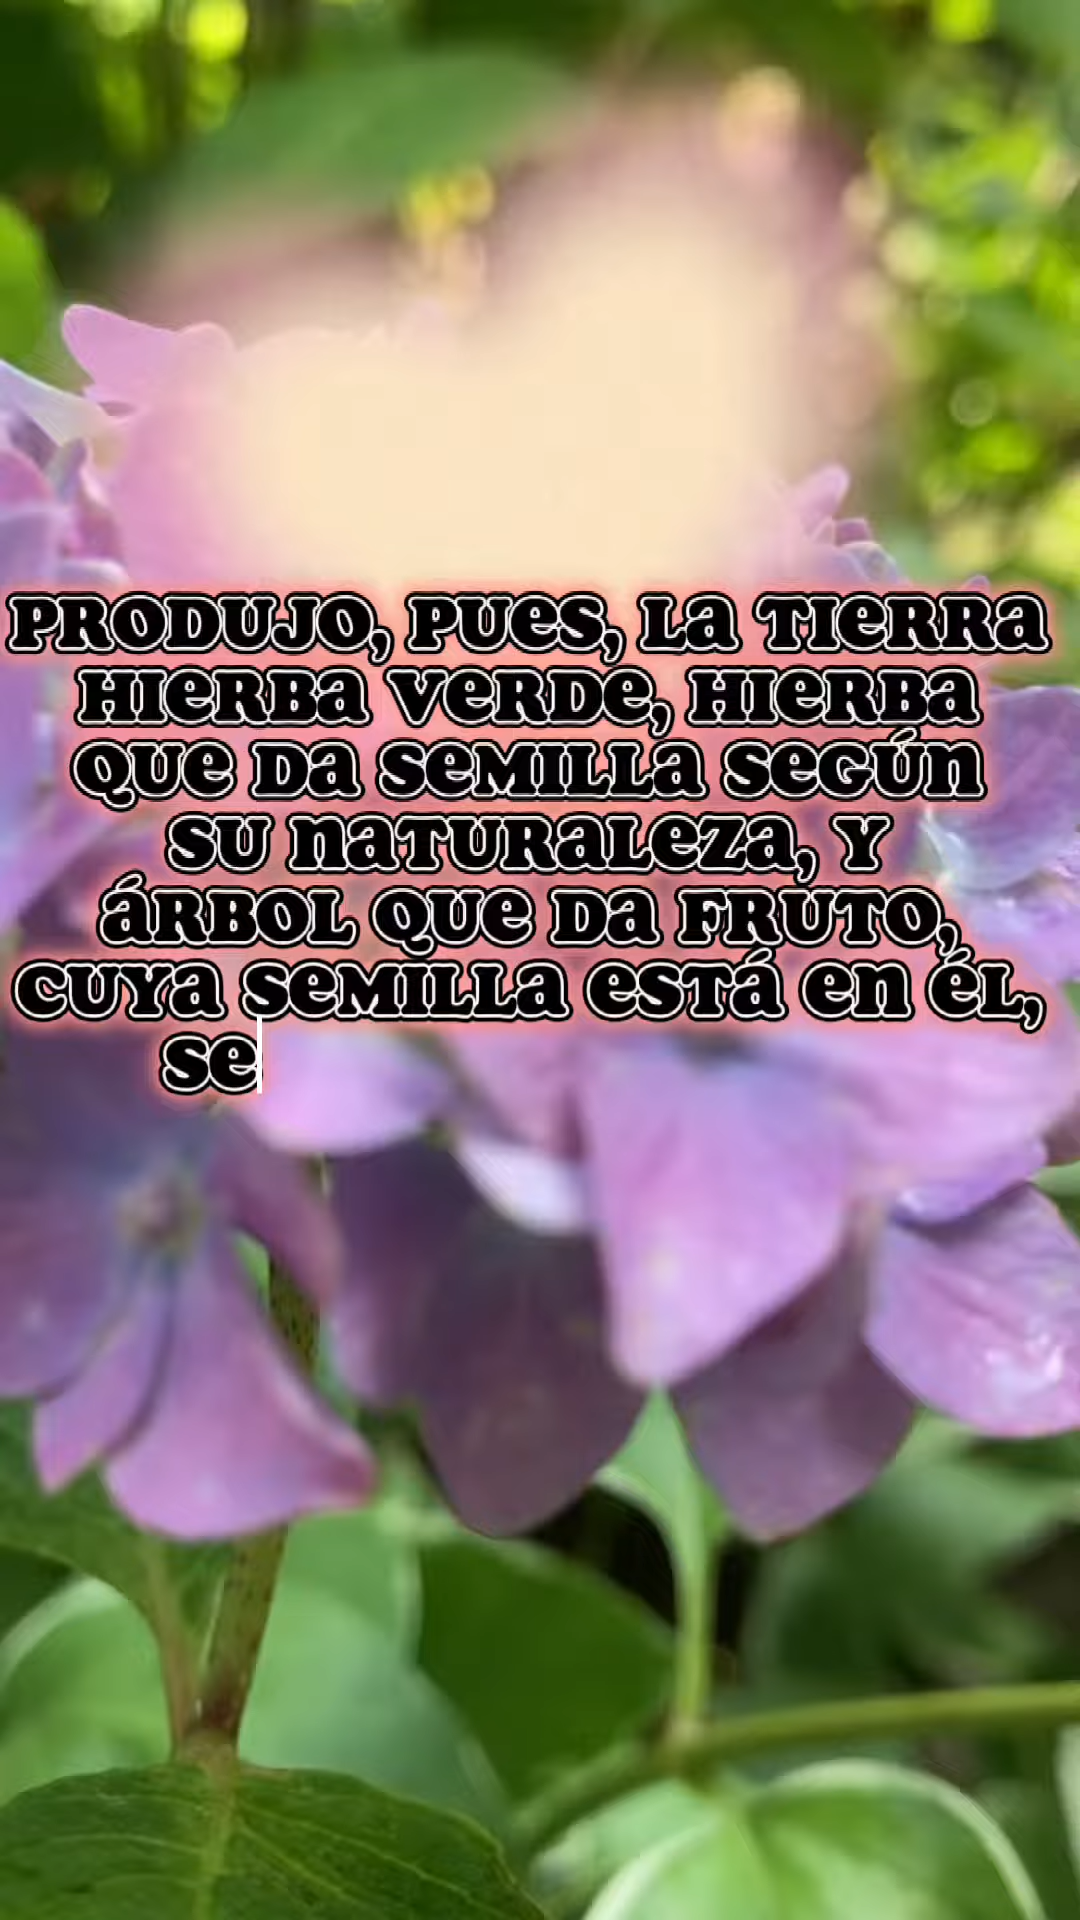 PRODUJO, PUES, LA TIERRA
HIERBA VERDE, HIERBA
QUE DA SEMILLA SEGÚN
SU NATURALEZA, Y
ÁRBOL QUE DA FRUTO,
CUYA SEMILLA ESTÁ EN ÉL,
SE